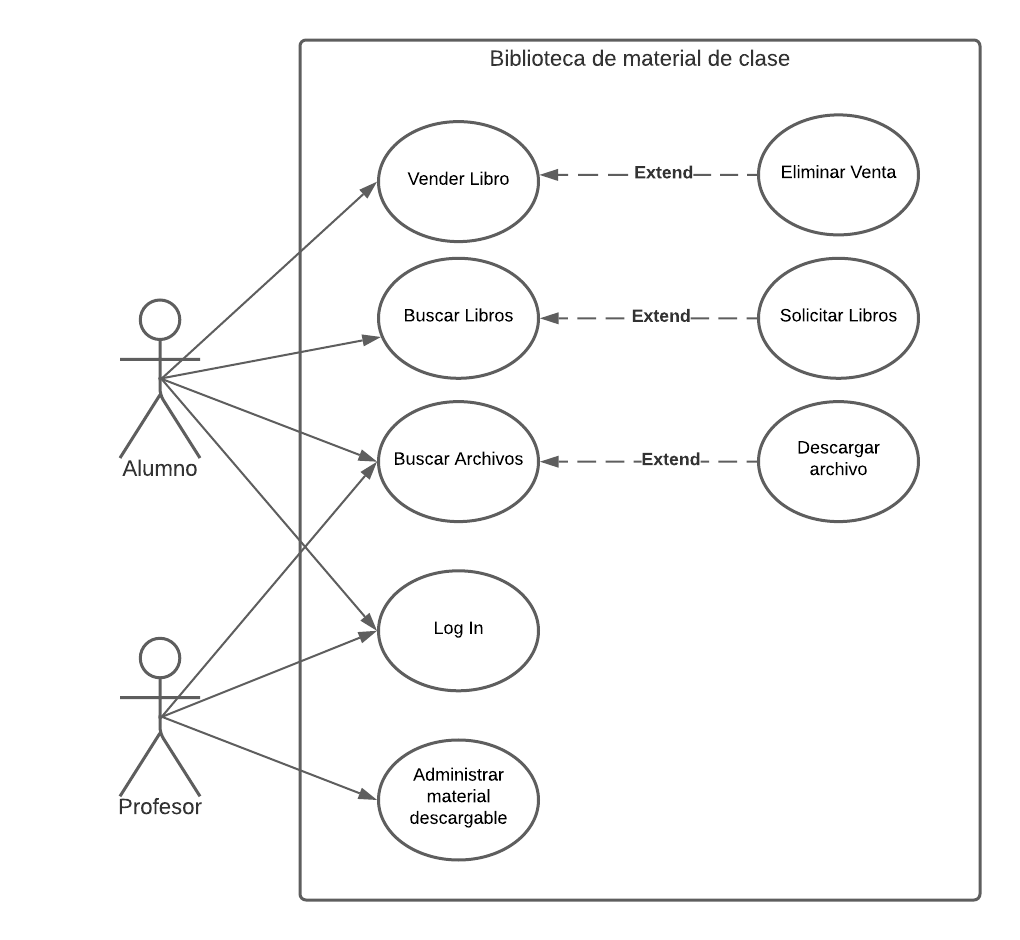 Biblioteca de material de clase
Vender Libro
Extend
Eliminar Venta
Buscar Libros
Extend
Solicitar Libros
Alumno
Buscar Archivos
Extend
Descargar
archivo
Log In
Profesor
Administrar
material
descargable